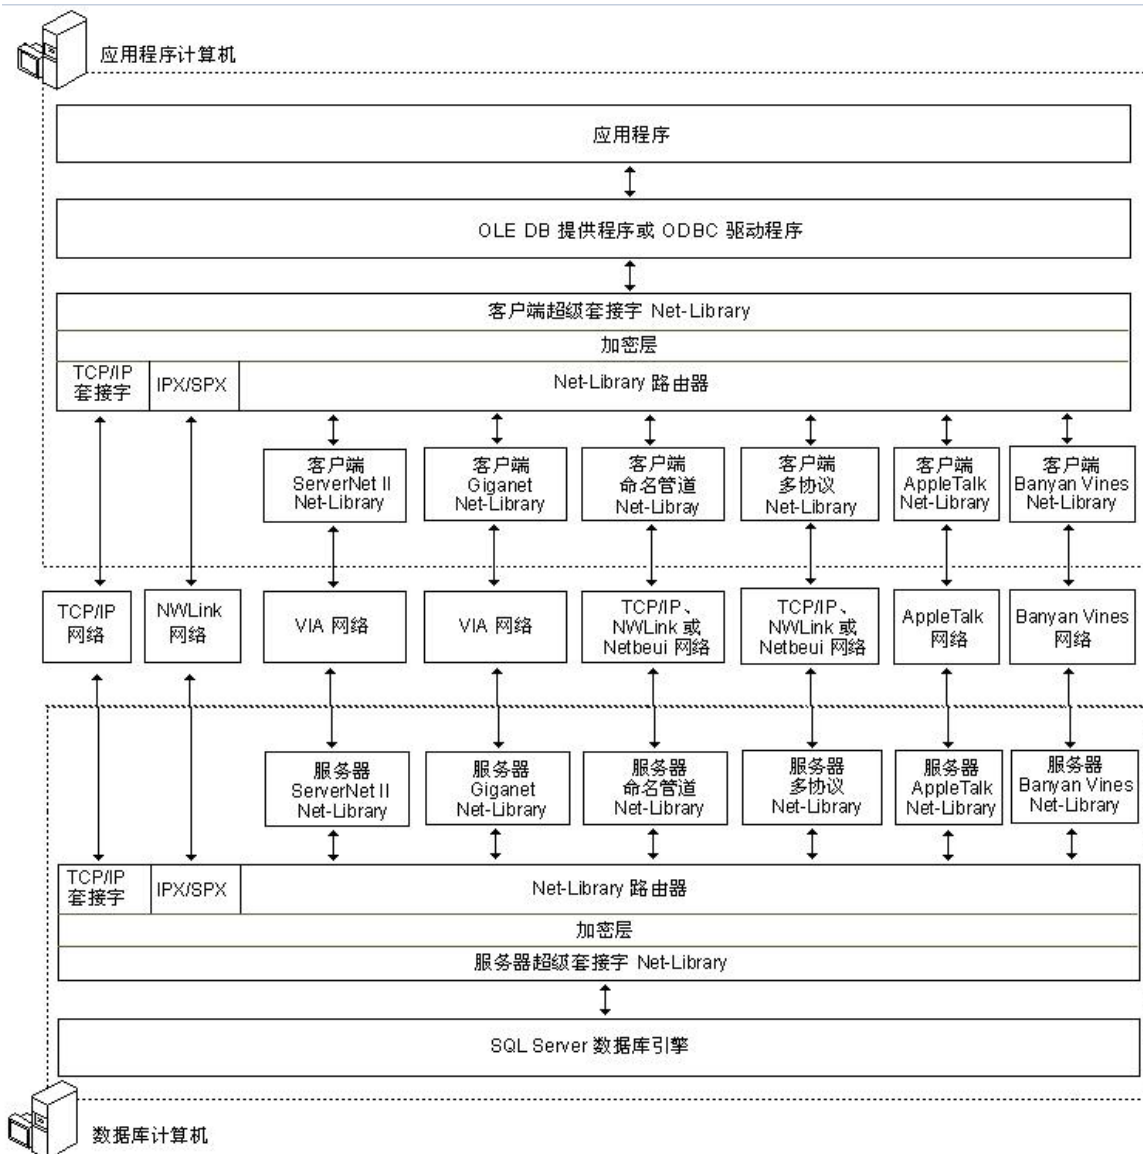 应用程序计算机
应用程序
OLE DB 提供程序或 ODBC 驱动程序
客户端超级套接字 Net-Library
加密层
TCP/IP
套接字
IPX/SPX
Net-Library 路由器
客户端
ServerNet II
Net-Library
客户端
Giganet
Net-Library
客户端
命名管道
Net-Libray
客户端
多协议
Net-Library
客户端
AppleTalk
Net-Library
客户端
Banyan Vines
Net-Library
TCP/IP
网络
NWLink
网络
VIA 网络
VIA 网络
TCP/IP、
NWLink 或
Netbeui 网络
TCP/IP、
NWLink 或
Netbeui 网络
AppleTalk
网络
Banyan Vines
网络
服务器
ServerNet II
Net-Library
服务器
Giganet
Net-Library
服务器
命名管道
Net-Library
服务器
多协议
Net-Library
服务器
AppleTalk
Net-Library
服务器
Banyan Vines
Net-Library
TCP/IP
套接字
IPX/SPX
Net-Library 路由器
加密层
服务器超级套接字 Net-Library
SQL Server 数据库引擎
数据库计算机